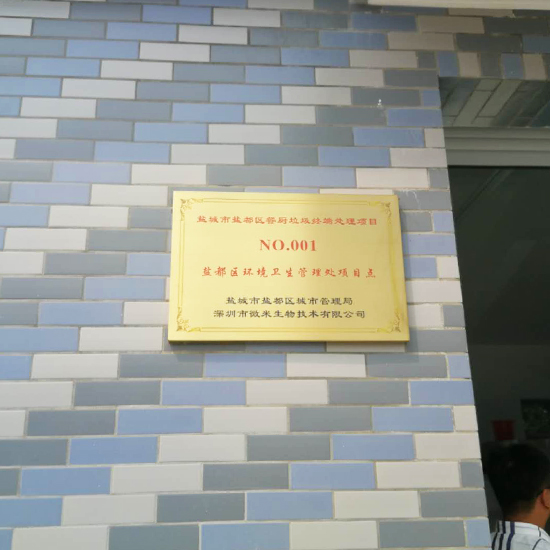 盐城市盐都区餐厨垃圾终端处理项目
NO.001
盐都区环境卫生管理处项目点
盐城市盐都区城市管理局
深圳市微米生物技术有限公司